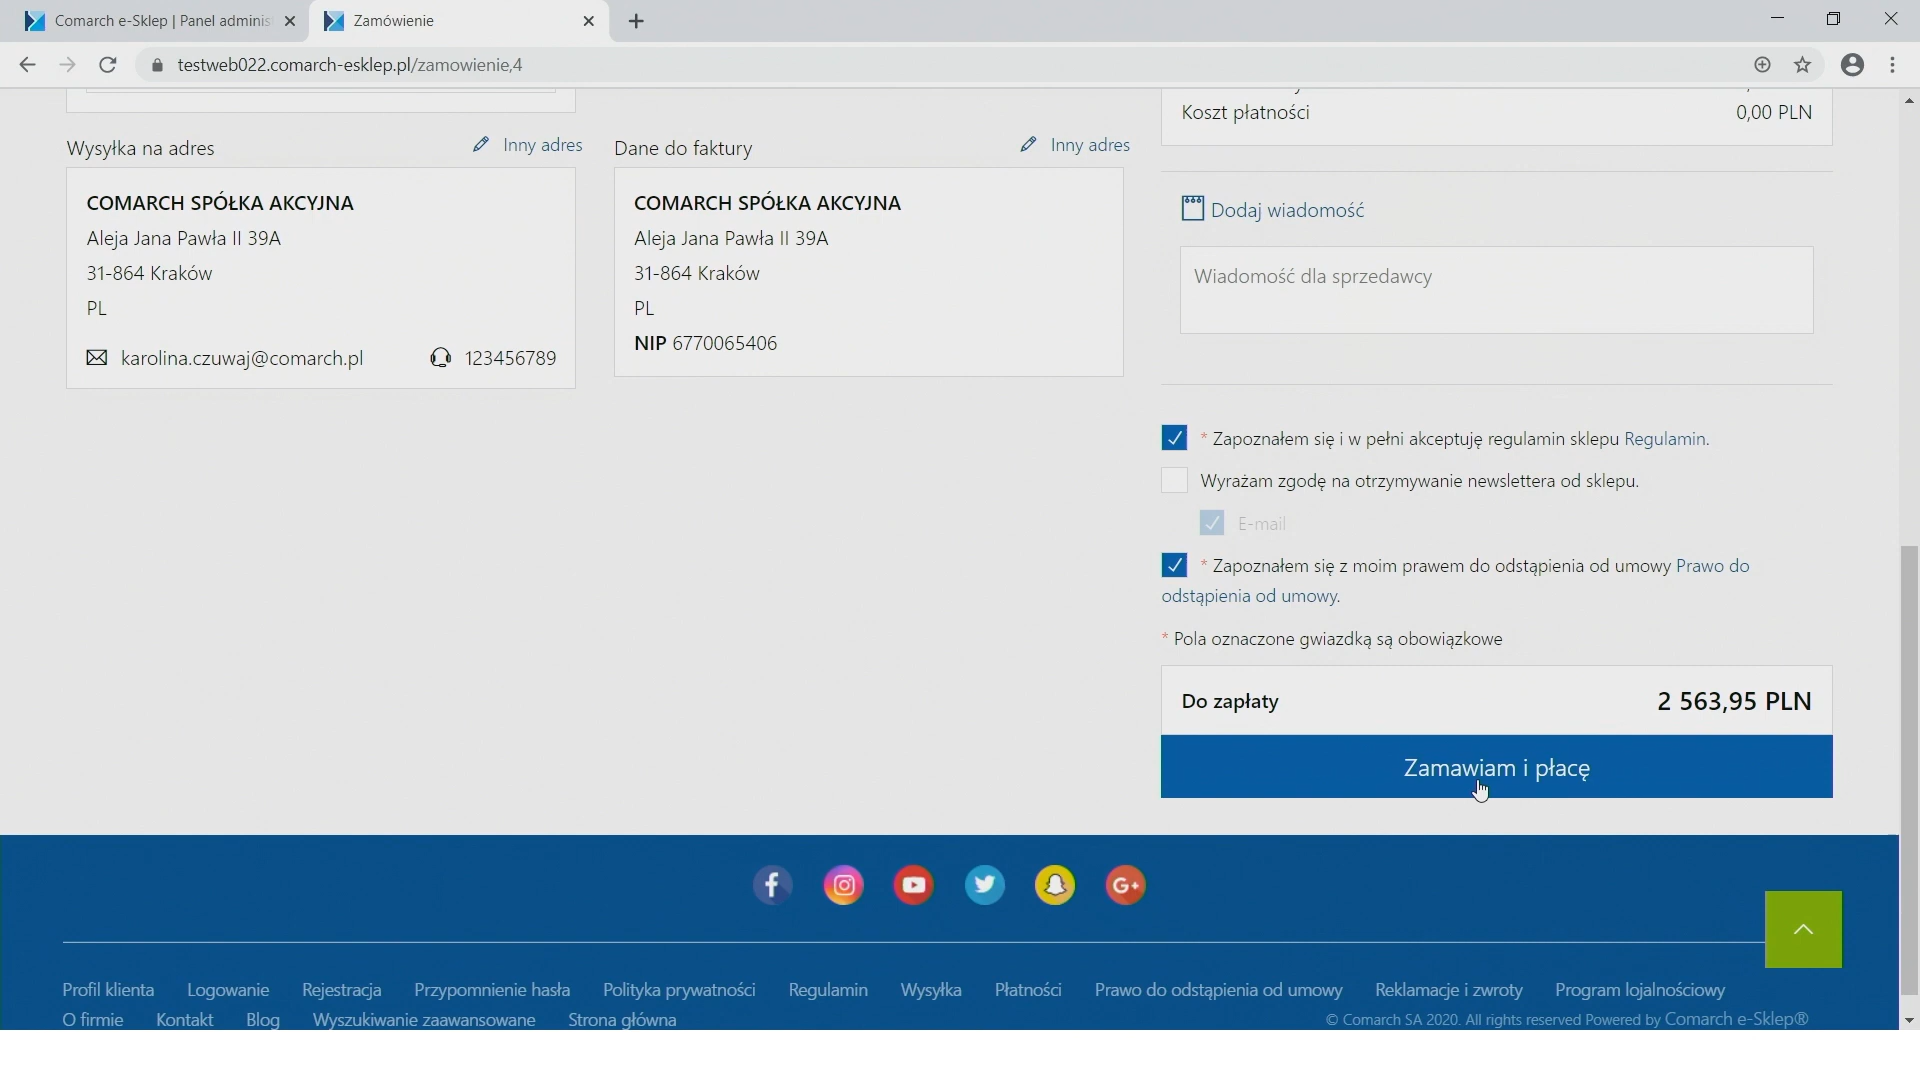 Comarch e-Sklep | Panel adminis
Zamówienie
testweb022.comarch-esklep.pl/zamowienie,4
Koszt płatności 0,00 PLN
Wysyłka na adres
Inny adres
COMARCH SPÓŁKA AKCYJNA
Aleja Jana Pawła II 39A
31-864 Kraków
PL
karolina.czuwaj@comarch.pl 123456789
Dane do faktury
Inny adres
COMARCH SPÓŁKA AKCYJNA
Aleja Jana Pawła II 39A
31-864 Kraków
PL
NIP 6770065406
Dodaj wiadomość
Wiadomość dla sprzedawcy
* Zapoznałem się i w pełni akceptuję regulamin sklepu Regulamin.
Wyrażam zgodę na otrzymywanie newslettera od sklepu.
E-mail
* Zapoznałem się z moim prawem do odstąpienia od umowy Prawo do
odstąpienia od umowy.
* Pola oznaczone gwiazdką są obowiązkowe
Do zapłaty 2 563,95 PLN
Zamawiam i płacę
Profil klienta Logowanie Rejestracja Przypomnienie hasła Polityka prywatności Regulamin Wysyłka Płatności Prawo do odstąpienia od umowy Reklamacje i zwroty Program lojalnościowy
O firmie Kontakt Blog Wyszukiwanie zaawansowane Strona główna
© Comarch SA 2020. All rights reserved Powered by Comarch e-Sklep®